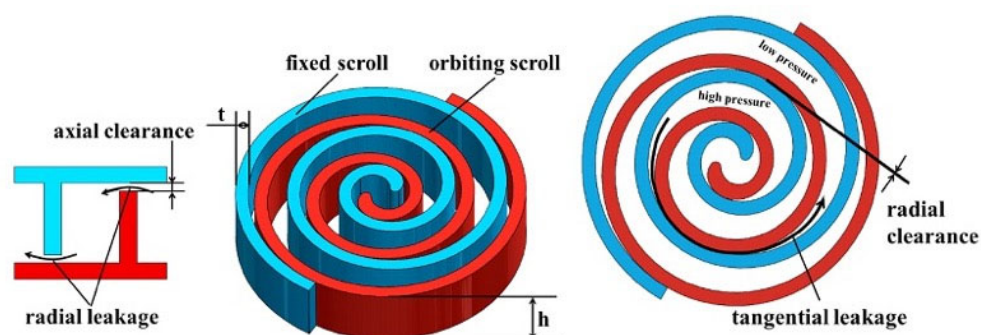 fixed scroll
orbiting scroll
t
axial clearance
radial leakage
h
low pressure
high pressure
radial
clearance
tangential leakage